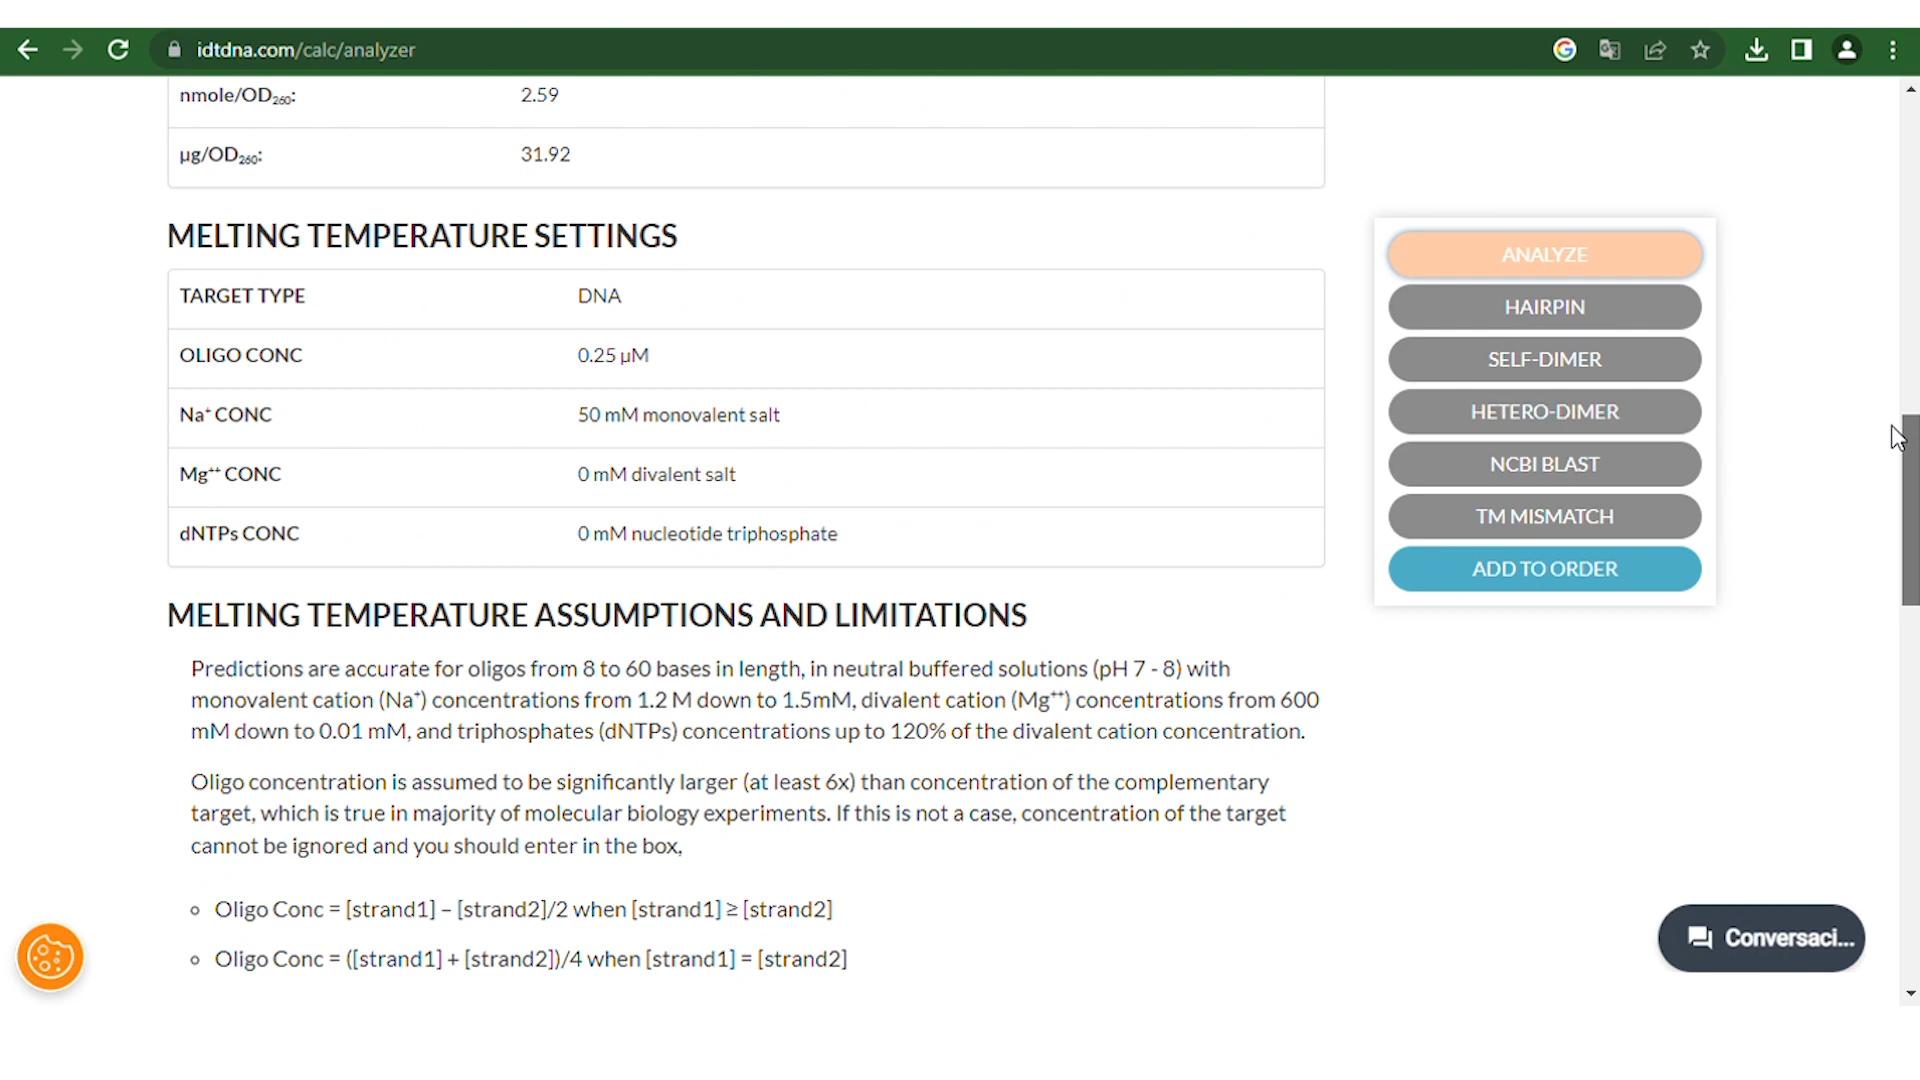 idtdna.com/calc/analyzer
nmole/OD₂₆₀: 2.59
µg/OD₂₆₀: 31.92
MELTING TEMPERATURE SETTINGS
TARGET TYPE DNA
OLIGO CONC 0.25 µM
Na⁺ CONC 50 mM monovalent salt
Mg⁺⁺ CONC 0 mM divalent salt
dNTPs CONC 0 mM nucleotide triphosphate
ANALYZE
HAIRPIN
SELF-DIMER
HETERO-DIMER
NCBI BLAST
TM MISMATCH
ADD TO ORDER
MELTING TEMPERATURE ASSUMPTIONS AND LIMITATIONS
Predictions are accurate for oligos from 8 to 60 bases in length, in neutral buffered solutions (pH 7 - 8) with
monovalent cation (Na⁺) concentrations from 1.2 M down to 1.5mM, divalent cation (Mg⁺⁺) concentrations from 600
mM down to 0.01 mM, and triphosphates (dNTPs) concentrations up to 120% of the divalent cation concentration.
Oligo concentration is assumed to be significantly larger (at least 6x) than concentration of the complementary
target, which is true in majority of molecular biology experiments. If this is not a case, concentration of the target
cannot be ignored and you should enter in the box,
Oligo Conc = [strand1] – [strand2]/2 when [strand1] ≥ [strand2]
Oligo Conc = ([strand1] + [strand2])/4 when [strand1] = [strand2]
Conversaci...